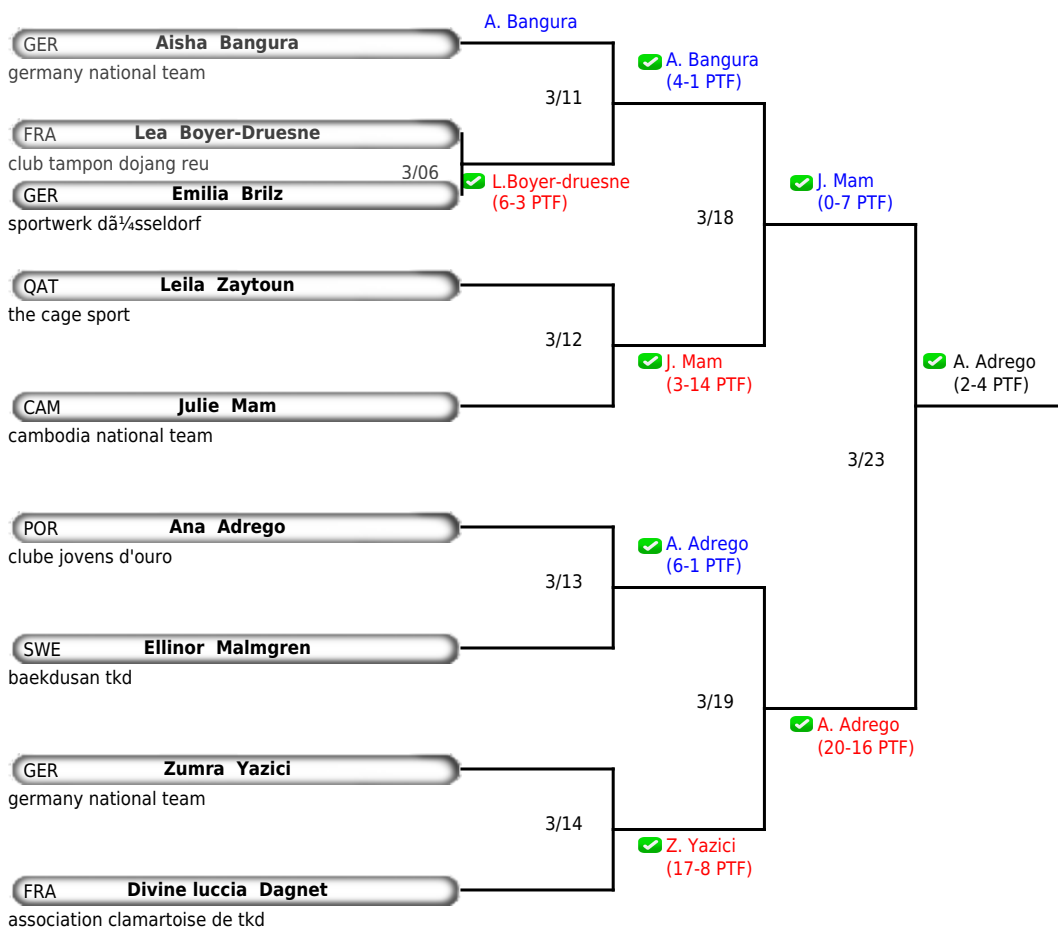 A. Bangura
GER Aisha Bangura
germany national team
A. Bangura
(4-1 PTF)
3/11
FRA Lea Boyer-Druesne
club tampon dojang reu
3/06
L.Boyer-druesne
(6-3 PTF)
GER Emilia Brilz
sportwerk dã¼sseldorf
J. Mam
(0-7 PTF)
3/18
QAT Leila Zaytoun
the cage sport
3/12
J. Mam
(3-14 PTF)
A. Adrego
(2-4 PTF)
CAM Julie Mam
cambodia national team
3/23
POR Ana Adrego
clube jovens d'ouro
A. Adrego
(6-1 PTF)
3/13
SWE Ellinor Malmgren
baekdusan tkd
3/19
A. Adrego
(20-16 PTF)
GER Zumra Yazici
germany national team
3/14
Z. Yazici
(17-8 PTF)
FRA Divine luccia Dagnet
association clamartoise de tkd